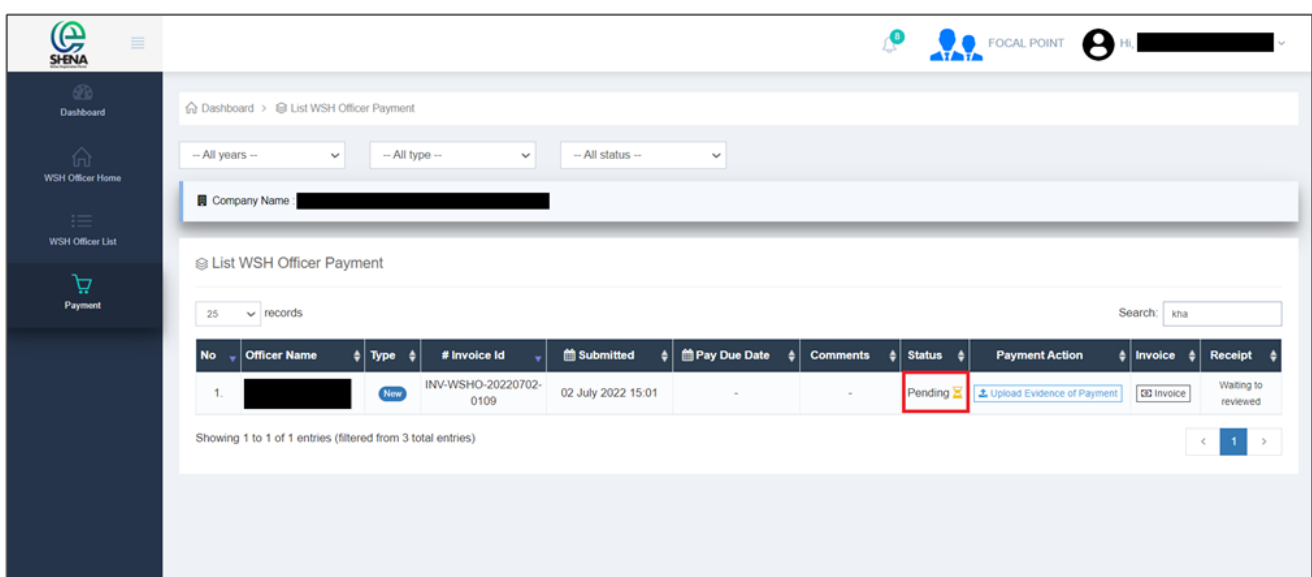 SHENA
8
FOCAL POINT
Hi,
Dashboard
Dashboard > List WSH Officer Payment
-- All years --
-- All type --
-- All status --
WSH Officer Home
Company Name :
WSH Officer List
List WSH Officer Payment
Payment
25 records
Search: kha
No Officer Name Type # Invoice Id Submitted Pay Due Date Comments Status Payment Action Invoice Receipt
1. New INV-WSHO-20220702-0109 02 July 2022 15:01 - - Pending Upload Evidence of Payment Invoice Waiting to reviewed
Showing 1 to 1 of 1 entries (filtered from 3 total entries)
< 1 >